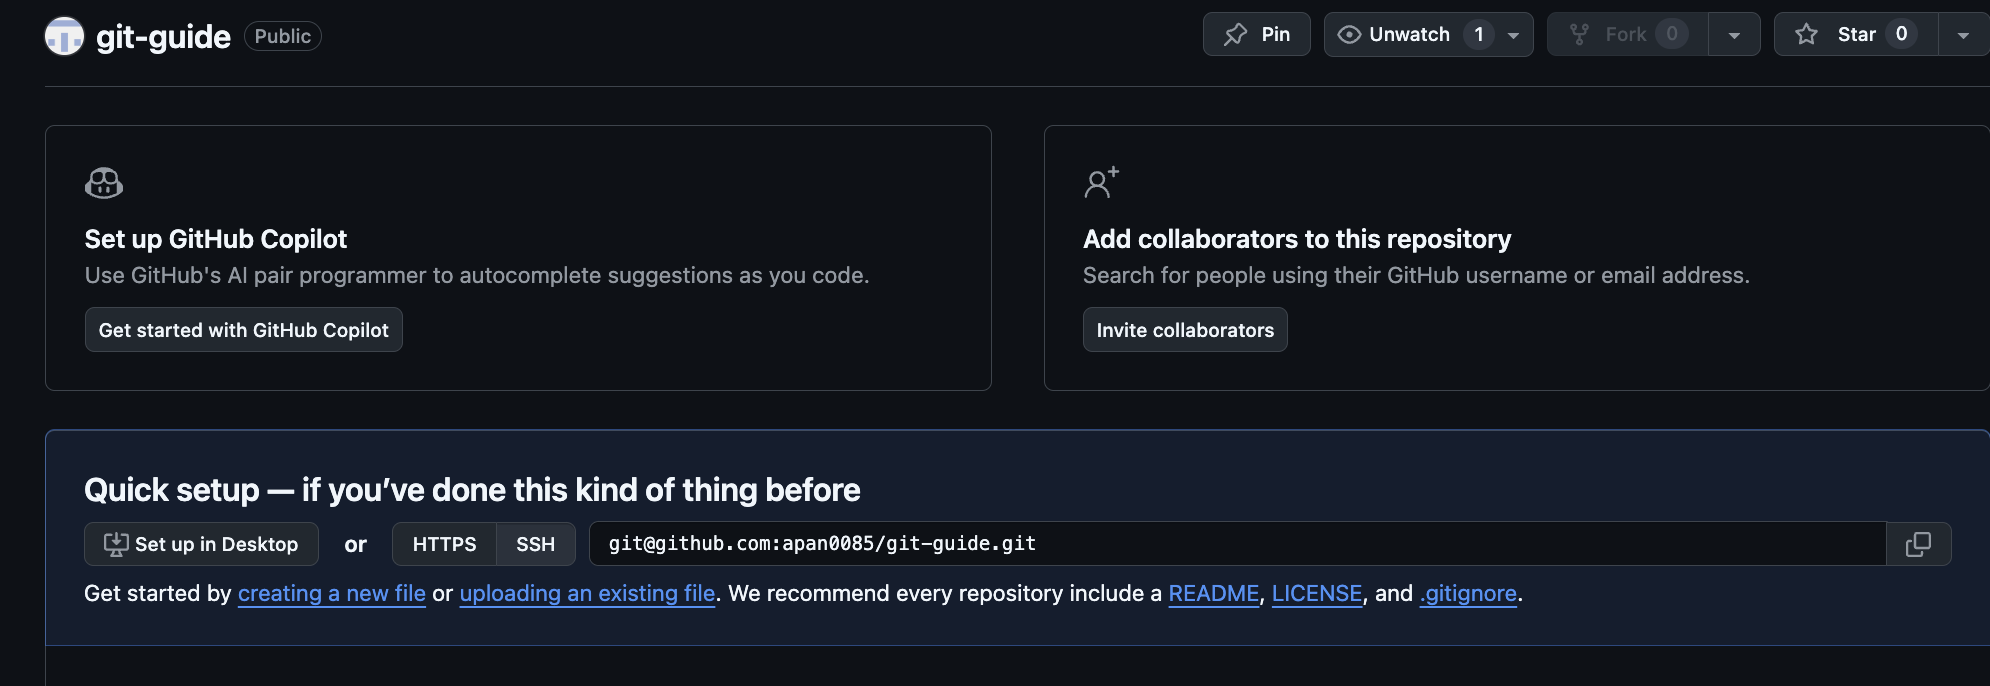 git-guide Public
Pin
Unwatch 1
Fork 0
Star 0
Set up GitHub Copilot
Use GitHub's AI pair programmer to autocomplete suggestions as you code.
Get started with GitHub Copilot
Add collaborators to this repository
Search for people using their GitHub username or email address.
Invite collaborators
Quick setup — if you’ve done this kind of thing before
Set up in Desktop or HTTPS SSH git@github.com:apan0085/git-guide.git
Get started by creating a new file or uploading an existing file. We recommend every repository include a README, LICENSE, and .gitignore.